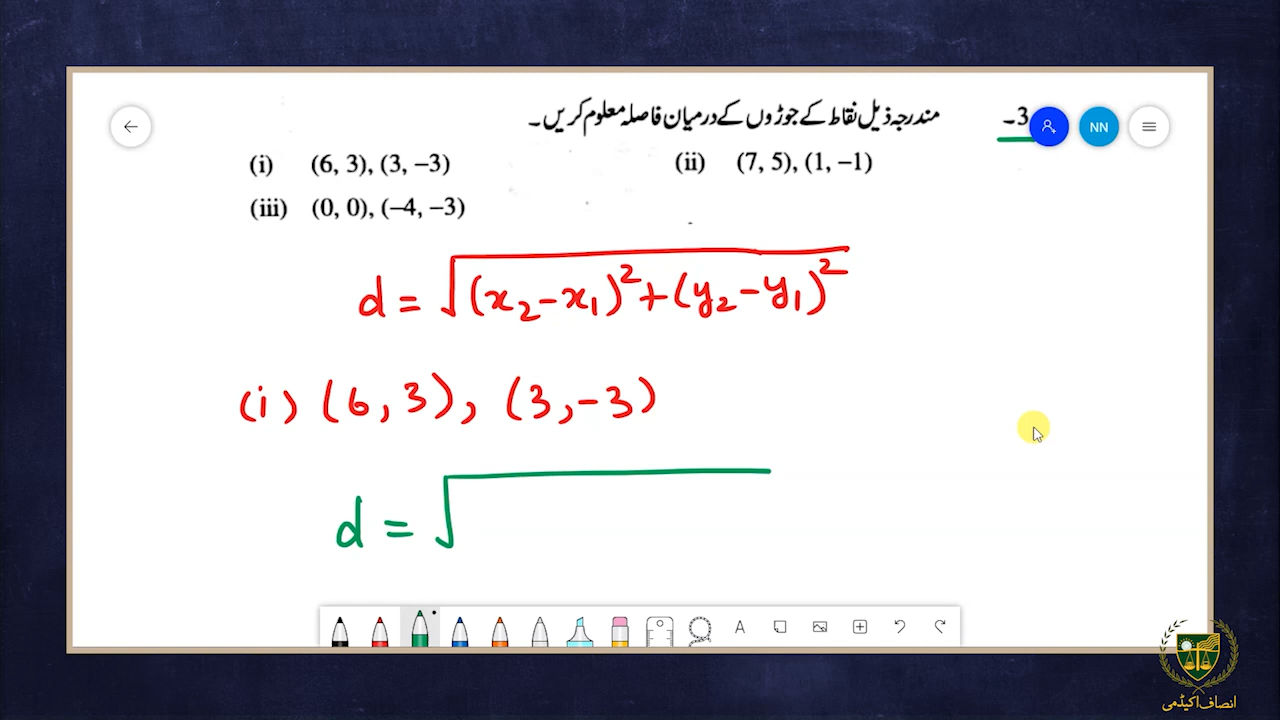 3۔ مندرجہ ذیل نقاط کے جوڑوں کے درمیان فاصلہ معلوم کریں۔
NN
(i) (6, 3), (3, −3) (ii) (7, 5), (1, −1)
(iii) (0, 0), (−4, −3)
d = √(x₂−x₁)²+(y₂−y₁)²
(i) (6, 3), (3, −3)
d = √
A
انصاف اکیڈمی